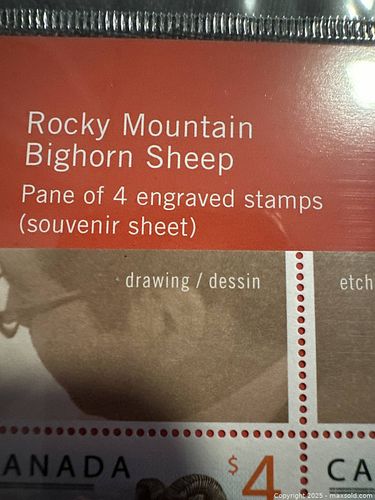 Rocky Mountain
Bighorn Sheep
Pane of 4 engraved stamps
(souvenir sheet)
drawing / dessin
etch
ANADA
$4
CA
Copyright 2025 - maxsold.com